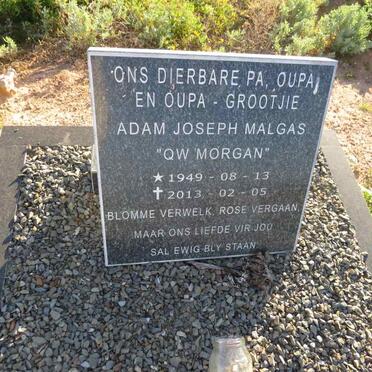 ONS DIERBARE PA, OUPA
EN OUPA - GROOTJIE
ADAM JOSEPH MALGAS
"OW MORGAN"
★ 1949 - 08 - 13
✝ 2013 - 02 - 05
BLOMME VERWELK, ROSE VERGAAN,
MAAR ONS LIEFDE VIR JOU
SAL EWIG BLY STAAN